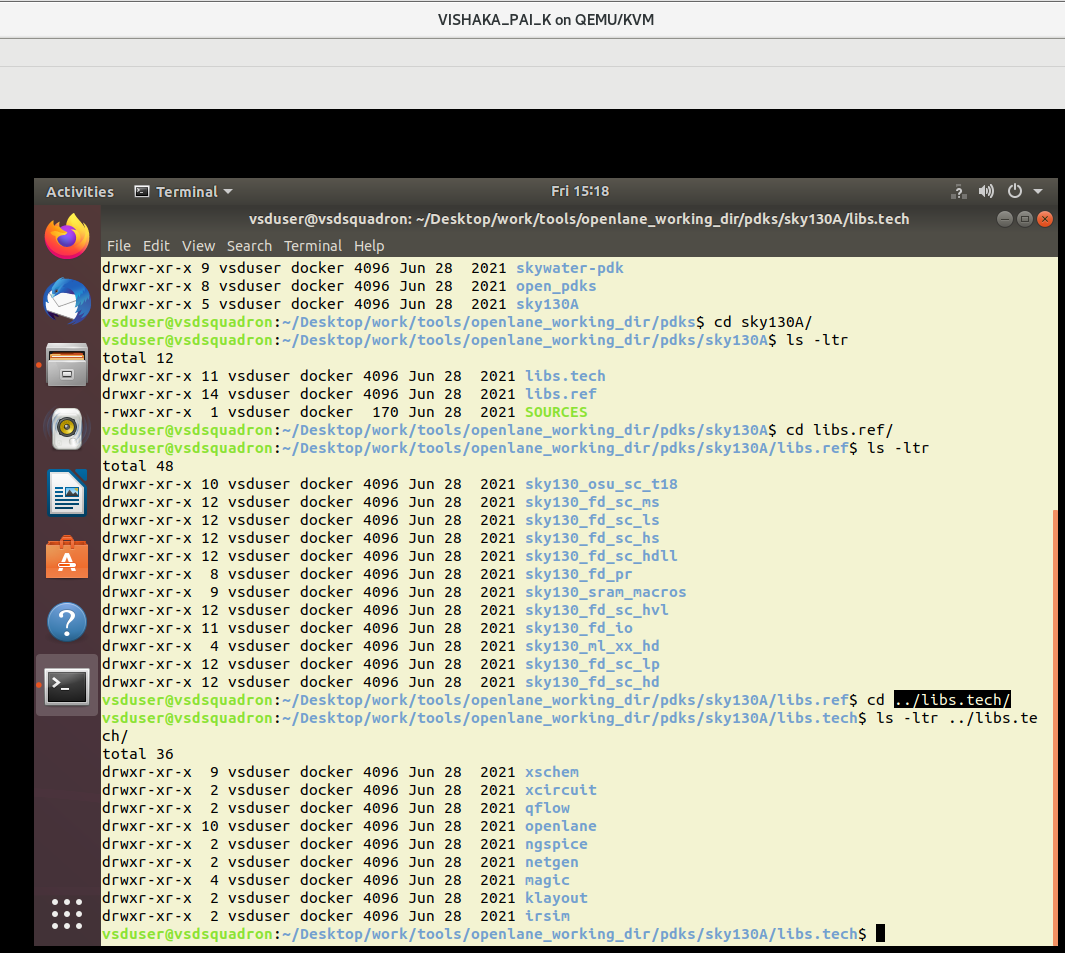 VISHAKA_PAI_K on QEMU/KVM
Activities Terminal Fri 15:18
vsduser@vsdsquadron: ~/Desktop/work/tools/openlane_working_dir/pdks/sky130A/libs.tech
File Edit View Search Terminal Help
drwxr-xr-x 9 vsduser docker 4096 Jun 28  2021 skywater-pdk
drwxr-xr-x 8 vsduser docker 4096 Jun 28  2021 open_pdks
drwxr-xr-x 5 vsduser docker 4096 Jun 28  2021 sky130A
vsduser@vsdsquadron:~/Desktop/work/tools/openlane_working_dir/pdks$ cd sky130A/
vsduser@vsdsquadron:~/Desktop/work/tools/openlane_working_dir/pdks/sky130A$ ls -ltr
total 12
drwxr-xr-x 11 vsduser docker 4096 Jun 28  2021 libs.tech
drwxr-xr-x 14 vsduser docker 4096 Jun 28  2021 libs.ref
-rwxr-xr-x  1 vsduser docker  170 Jun 28  2021 SOURCES
vsduser@vsdsquadron:~/Desktop/work/tools/openlane_working_dir/pdks/sky130A$ cd libs.ref/
vsduser@vsdsquadron:~/Desktop/work/tools/openlane_working_dir/pdks/sky130A/libs.ref$ ls -ltr
total 48
drwxr-xr-x 10 vsduser docker 4096 Jun 28  2021 sky130_osu_sc_t18
drwxr-xr-x 12 vsduser docker 4096 Jun 28  2021 sky130_fd_sc_ms
drwxr-xr-x 12 vsduser docker 4096 Jun 28  2021 sky130_fd_sc_ls
drwxr-xr-x 12 vsduser docker 4096 Jun 28  2021 sky130_fd_sc_hs
drwxr-xr-x 12 vsduser docker 4096 Jun 28  2021 sky130_fd_sc_hdll
drwxr-xr-x  8 vsduser docker 4096 Jun 28  2021 sky130_fd_pr
drwxr-xr-x  9 vsduser docker 4096 Jun 28  2021 sky130_sram_macros
drwxr-xr-x 12 vsduser docker 4096 Jun 28  2021 sky130_fd_sc_hvl
drwxr-xr-x 11 vsduser docker 4096 Jun 28  2021 sky130_fd_io
drwxr-xr-x  4 vsduser docker 4096 Jun 28  2021 sky130_ml_xx_hd
drwxr-xr-x 12 vsduser docker 4096 Jun 28  2021 sky130_fd_sc_lp
drwxr-xr-x 12 vsduser docker 4096 Jun 28  2021 sky130_fd_sc_hd
vsduser@vsdsquadron:~/Desktop/work/tools/openlane_working_dir/pdks/sky130A/libs.ref$ cd ../libs.tech/
vsduser@vsdsquadron:~/Desktop/work/tools/openlane_working_dir/pdks/sky130A/libs.tech$ ls -ltr ../libs.te
ch/
total 36
drwxr-xr-x  9 vsduser docker 4096 Jun 28  2021 xschem
drwxr-xr-x  2 vsduser docker 4096 Jun 28  2021 xcircuit
drwxr-xr-x  2 vsduser docker 4096 Jun 28  2021 qflow
drwxr-xr-x 10 vsduser docker 4096 Jun 28  2021 openlane
drwxr-xr-x  2 vsduser docker 4096 Jun 28  2021 ngspice
drwxr-xr-x  2 vsduser docker 4096 Jun 28  2021 netgen
drwxr-xr-x  4 vsduser docker 4096 Jun 28  2021 magic
drwxr-xr-x  2 vsduser docker 4096 Jun 28  2021 klayout
drwxr-xr-x  2 vsduser docker 4096 Jun 28  2021 irsim
vsduser@vsdsquadron:~/Desktop/work/tools/openlane_working_dir/pdks/sky130A/libs.tech$